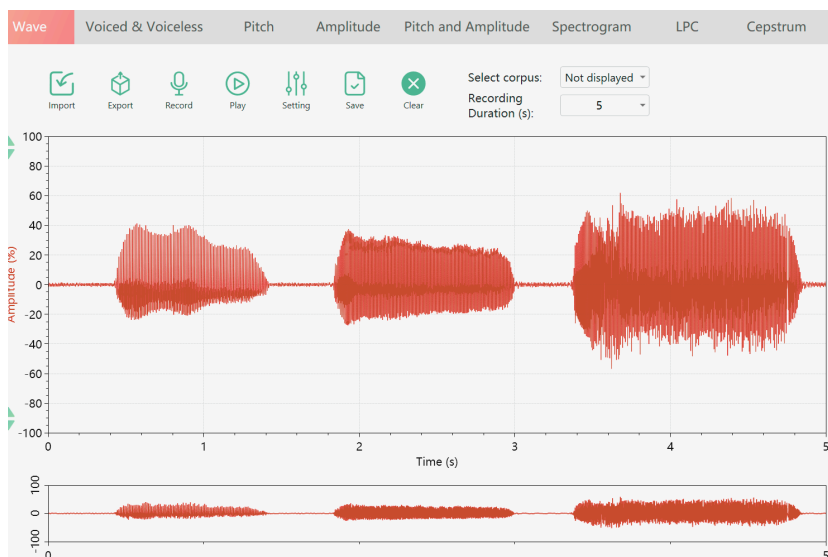 Wave Voiced & Voiceless Pitch Amplitude Pitch and Amplitude Spectrogram LPC Cepstrum
Select corpus: Not displayed
Recording
Duration (s): 5
Import Export Record Play Setting Save Clear
100
80
60
40
20
0
-20
-40
-60
-80
-100
Amplitude (%)
0 1 2 3 4 5
Time (s)
100
0
-100
0 5